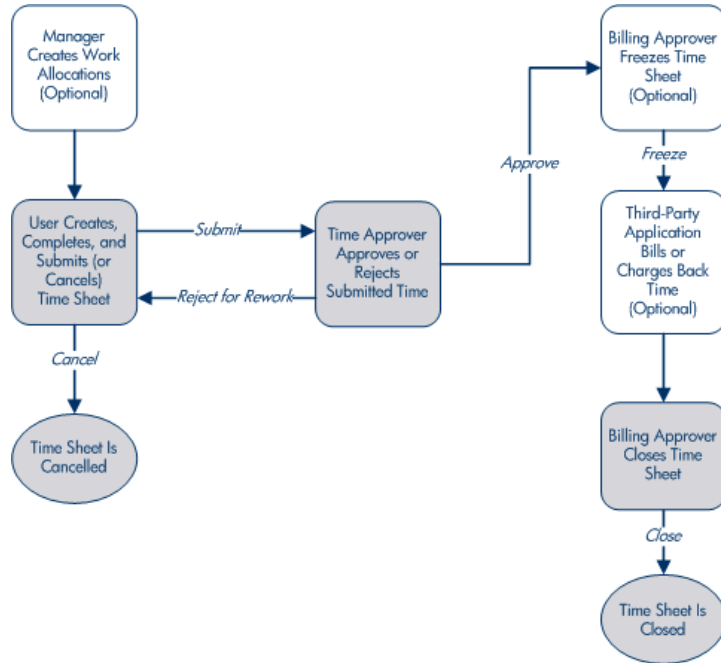 Manager
Creates Work
Allocations
(Optional)
Billing Approver
Freezes Time
Sheet
(Optional)
Approve
Freeze
User Creates,
Completes, and
Submits (or
Cancels)
Time Sheet
Submit
Reject for Rework
Time Approver
Approves or
Rejects
Submitted Time
Third-Party
Application
Bills or
Charges Back
Time
(Optional)
Cancel
Time Sheet Is
Cancelled
Billing Approver
Closes Time
Sheet
Close
Time Sheet Is
Closed